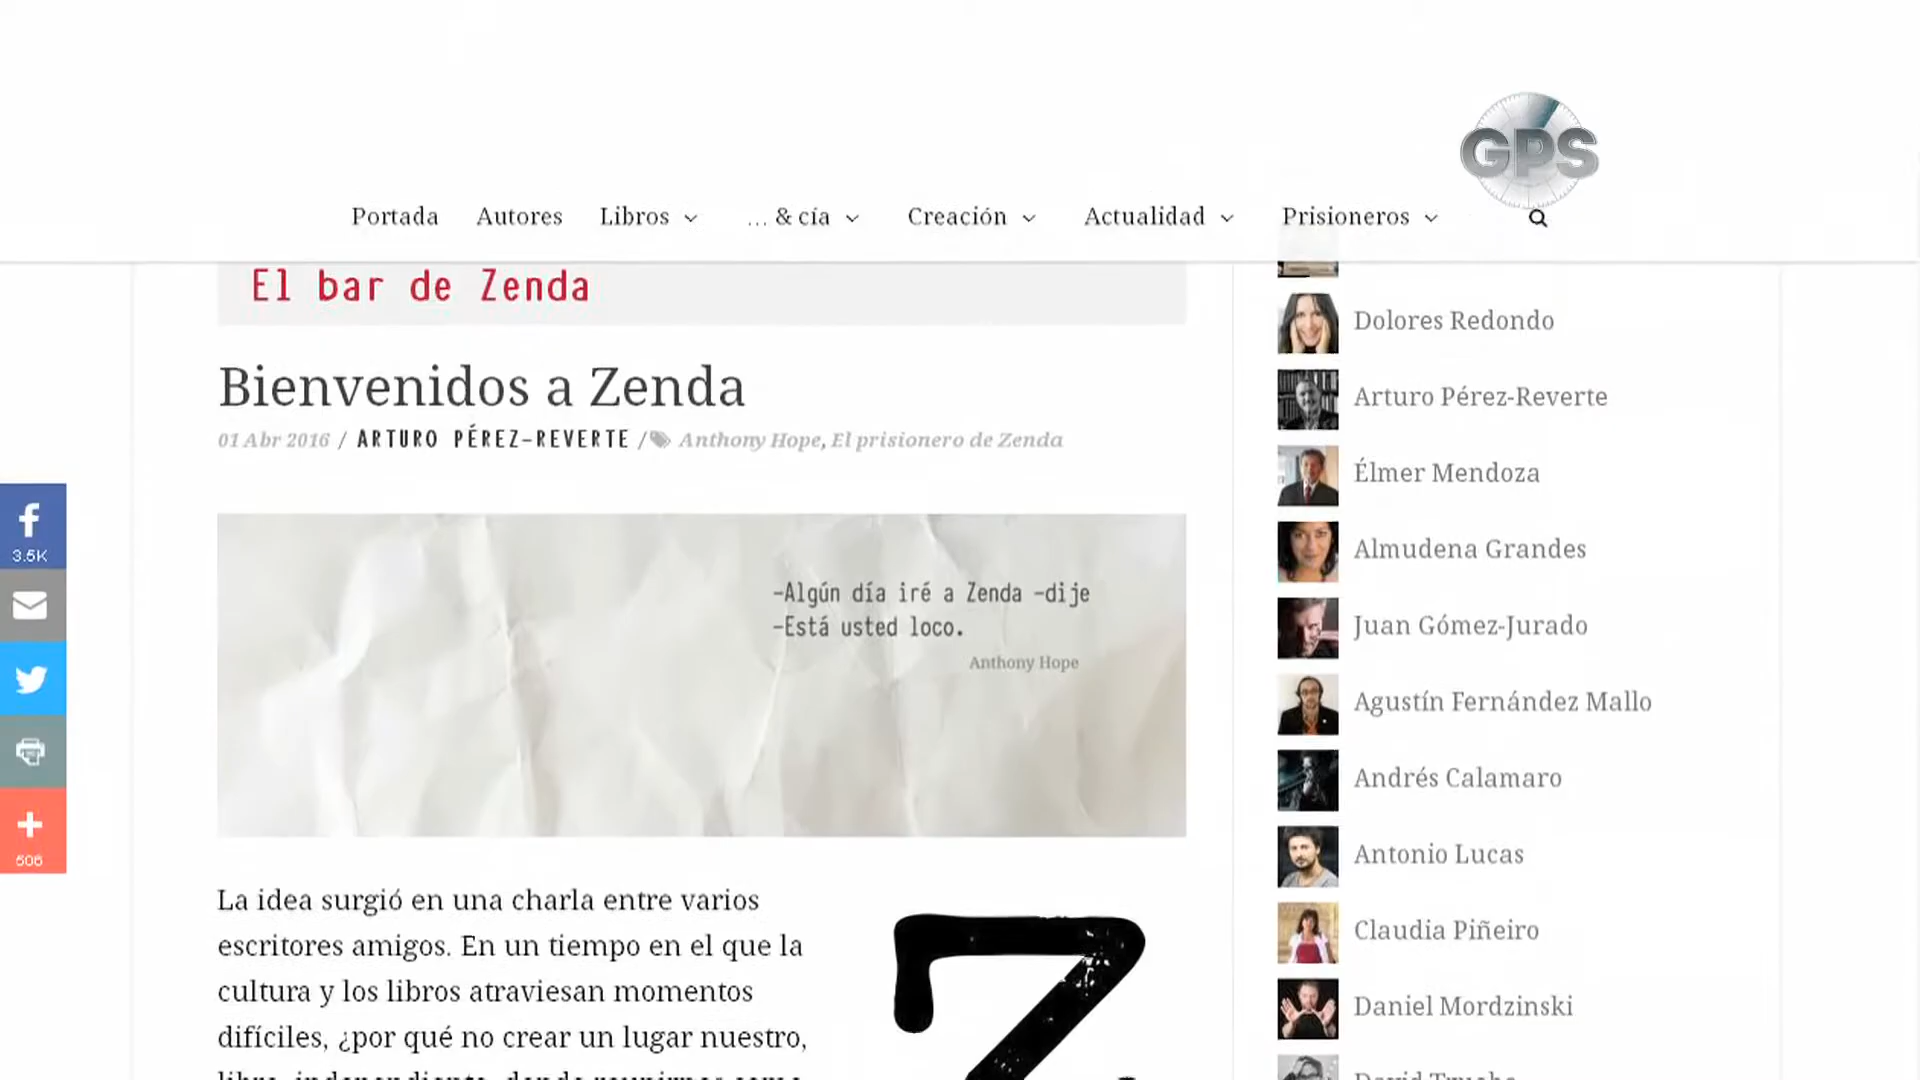 GPS
Portada Autores Libros ... & cía Creación Actualidad Prisioneros
El bar de Zenda
Bienvenidos a Zenda
01 Abr 2016 / ARTURO PÉREZ-REVERTE / Anthony Hope, El prisionero de Zenda
3.5K
506
-Algún día iré a Zenda -dije
-Está usted loco.
Anthony Hope
La idea surgió en una charla entre varios
escritores amigos. En un tiempo en el que la
cultura y los libros atraviesan momentos
difíciles, ¿por qué no crear un lugar nuestro,
Z
Dolores Redondo
Arturo Pérez-Reverte
Élmer Mendoza
Almudena Grandes
Juan Gómez-Jurado
Agustín Fernández Mallo
Andrés Calamaro
Antonio Lucas
Claudia Piñeiro
Daniel Mordzinski